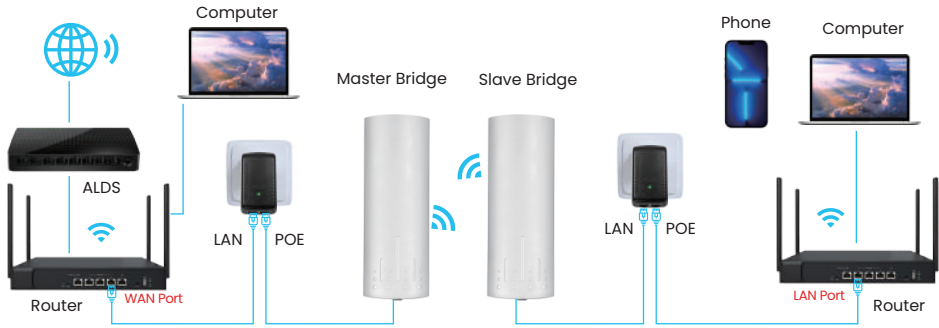 Computer
Phone
Computer
Master Bridge
Slave Bridge
ALDS
LAN
POE
LAN
POE
Router
WAN Port
LAN Port
Router